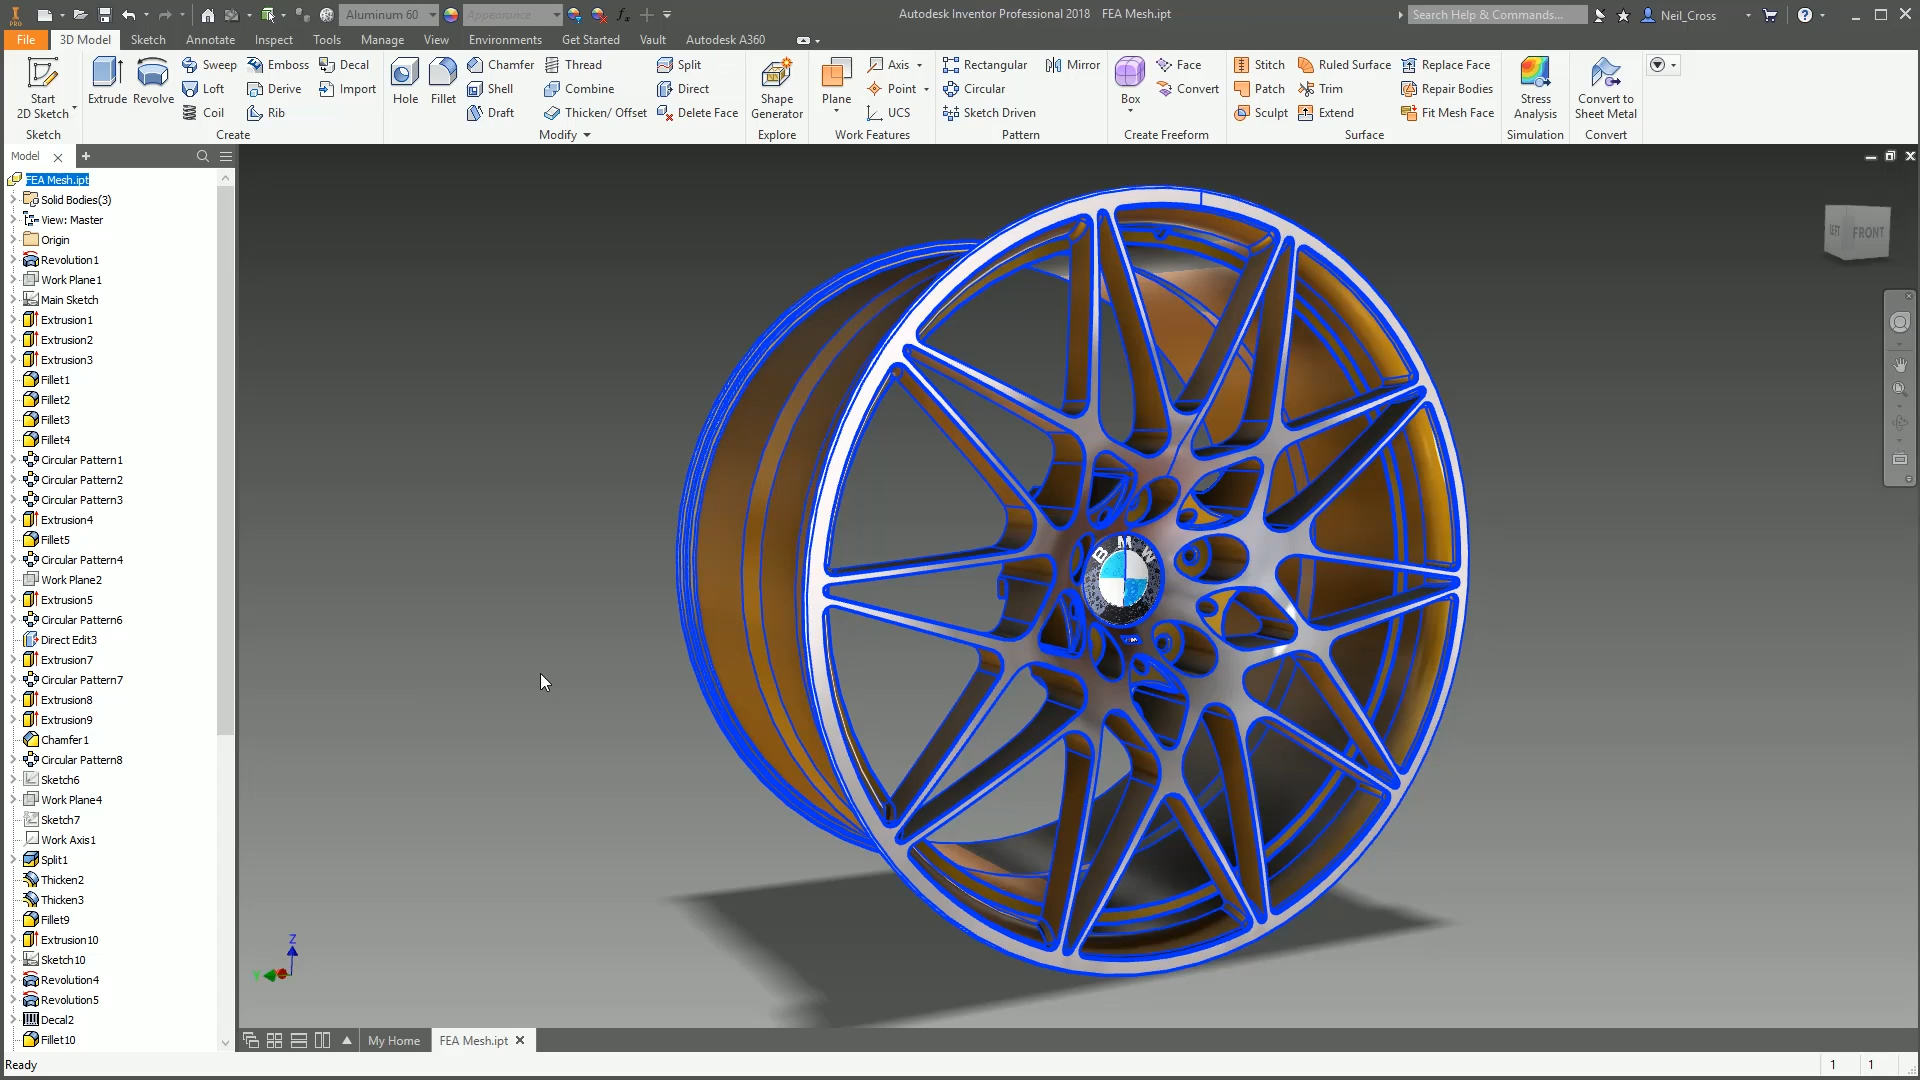 Aluminum 60
Appearance
Autodesk Inventor Professional 2018 FEA Mesh.ipt
Search Help & Commands...
Neil_Cross
PRO
File 3D Model Sketch Annotate Inspect Tools Manage View Environments Get Started Vault Autodesk A360
Start
2D Sketch
Sketch
Extrude
Revolve
Sweep Emboss Decal
Loft Derive Import
Coil Rib
Create
Hole
Fillet
Chamfer Thread Split
Shell Combine Direct
Draft Thicken/ Offset Delete Face
Modify
Shape
Generator
Explore
Plane
Axis
Point
UCS
Work Features
Rectangular Mirror
Circular
Sketch Driven
Pattern
Box
Face
Convert
Create Freeform
Stitch Ruled Surface Replace Face
Patch Trim Repair Bodies
Sculpt Extend Fit Mesh Face
Surface
Stress
Analysis
Simulation
Convert to
Sheet Metal
Convert
Model
FEA Mesh.ipt
Solid Bodies(3)
View: Master
Origin
Revolution1
Work Plane1
Main Sketch
Extrusion1
Extrusion2
Extrusion3
Fillet1
Fillet2
Fillet3
Fillet4
Circular Pattern1
Circular Pattern2
Circular Pattern3
Extrusion4
Fillet5
Circular Pattern4
Work Plane2
Extrusion5
Circular Pattern6
Direct Edit3
Extrusion7
Circular Pattern7
Extrusion8
Extrusion9
Chamfer1
Circular Pattern8
Sketch6
Work Plane4
Sketch7
Work Axis1
Split1
Thicken2
Thicken3
Fillet9
Extrusion10
Sketch10
Revolution4
Revolution5
Decal2
Fillet10
LEFT FRONT
BMW
Z
Y
My Home
FEA Mesh.ipt
Ready
1 1